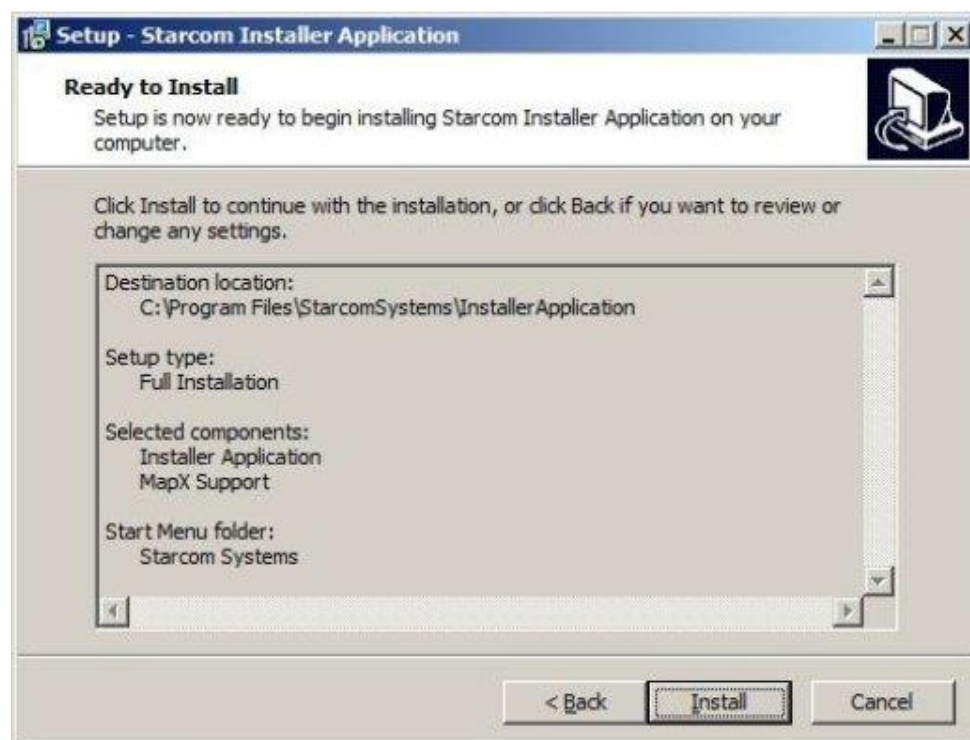 Setup - Starcom Installer Application
Ready to Install
Setup is now ready to begin installing Starcom Installer Application on your
computer.
Click Install to continue with the installation, or click Back if you want to review or
change any settings.
Destination location:
C:\Program Files\StarcomSystems\InstallerApplication
Setup type:
Full Installation
Selected components:
Installer Application
MapX Support
Start Menu folder:
Starcom Systems
< Back
Install
Cancel